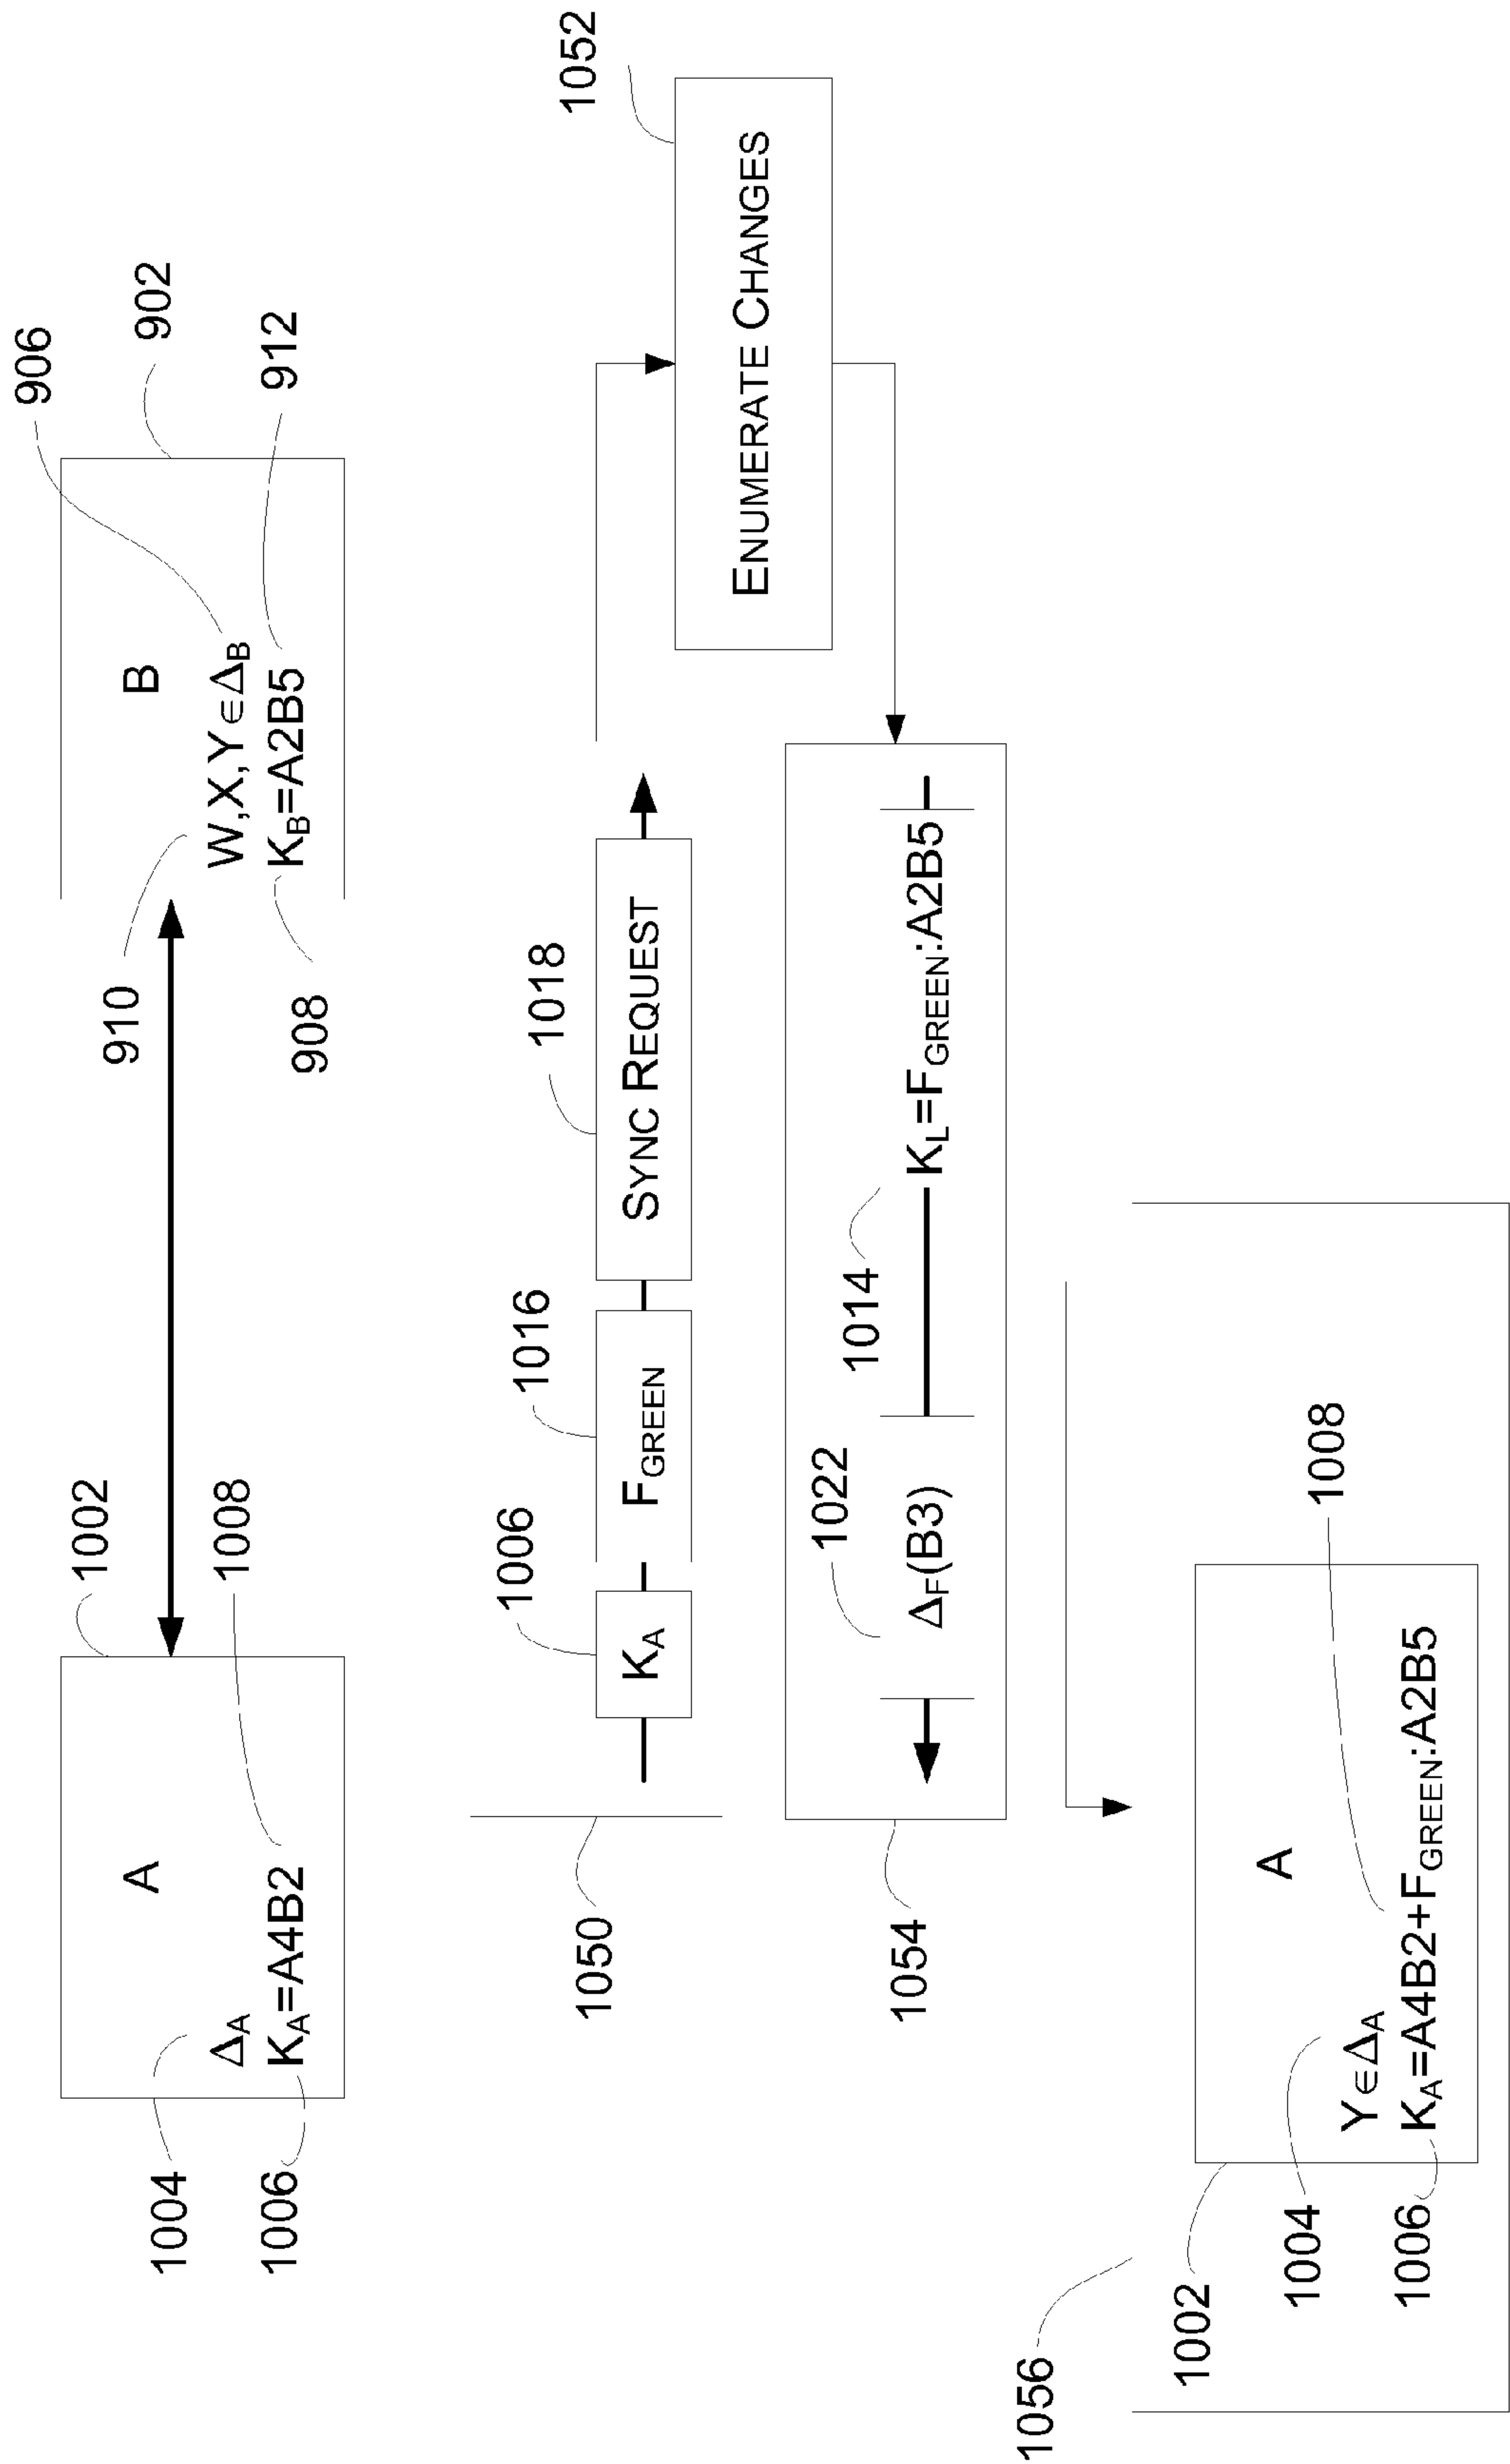 1002
906
902
910
A
B
1004
Δ_A
1008
W,X,Y∈Δ_B
912
1006
K_A=A4B2
908
K_B=A2B5
1050
1006
1016
1018
1052
K_A
F_GREEN
SYNC REQUEST
ENUMERATE CHANGES
1054
1022
1014
Δ_F(B3)
K_L=F_GREEN:A2B5
1056
1002
A
1004
Y∈Δ_A
1008
1006
K_A=A4B2+F_GREEN:A2B5